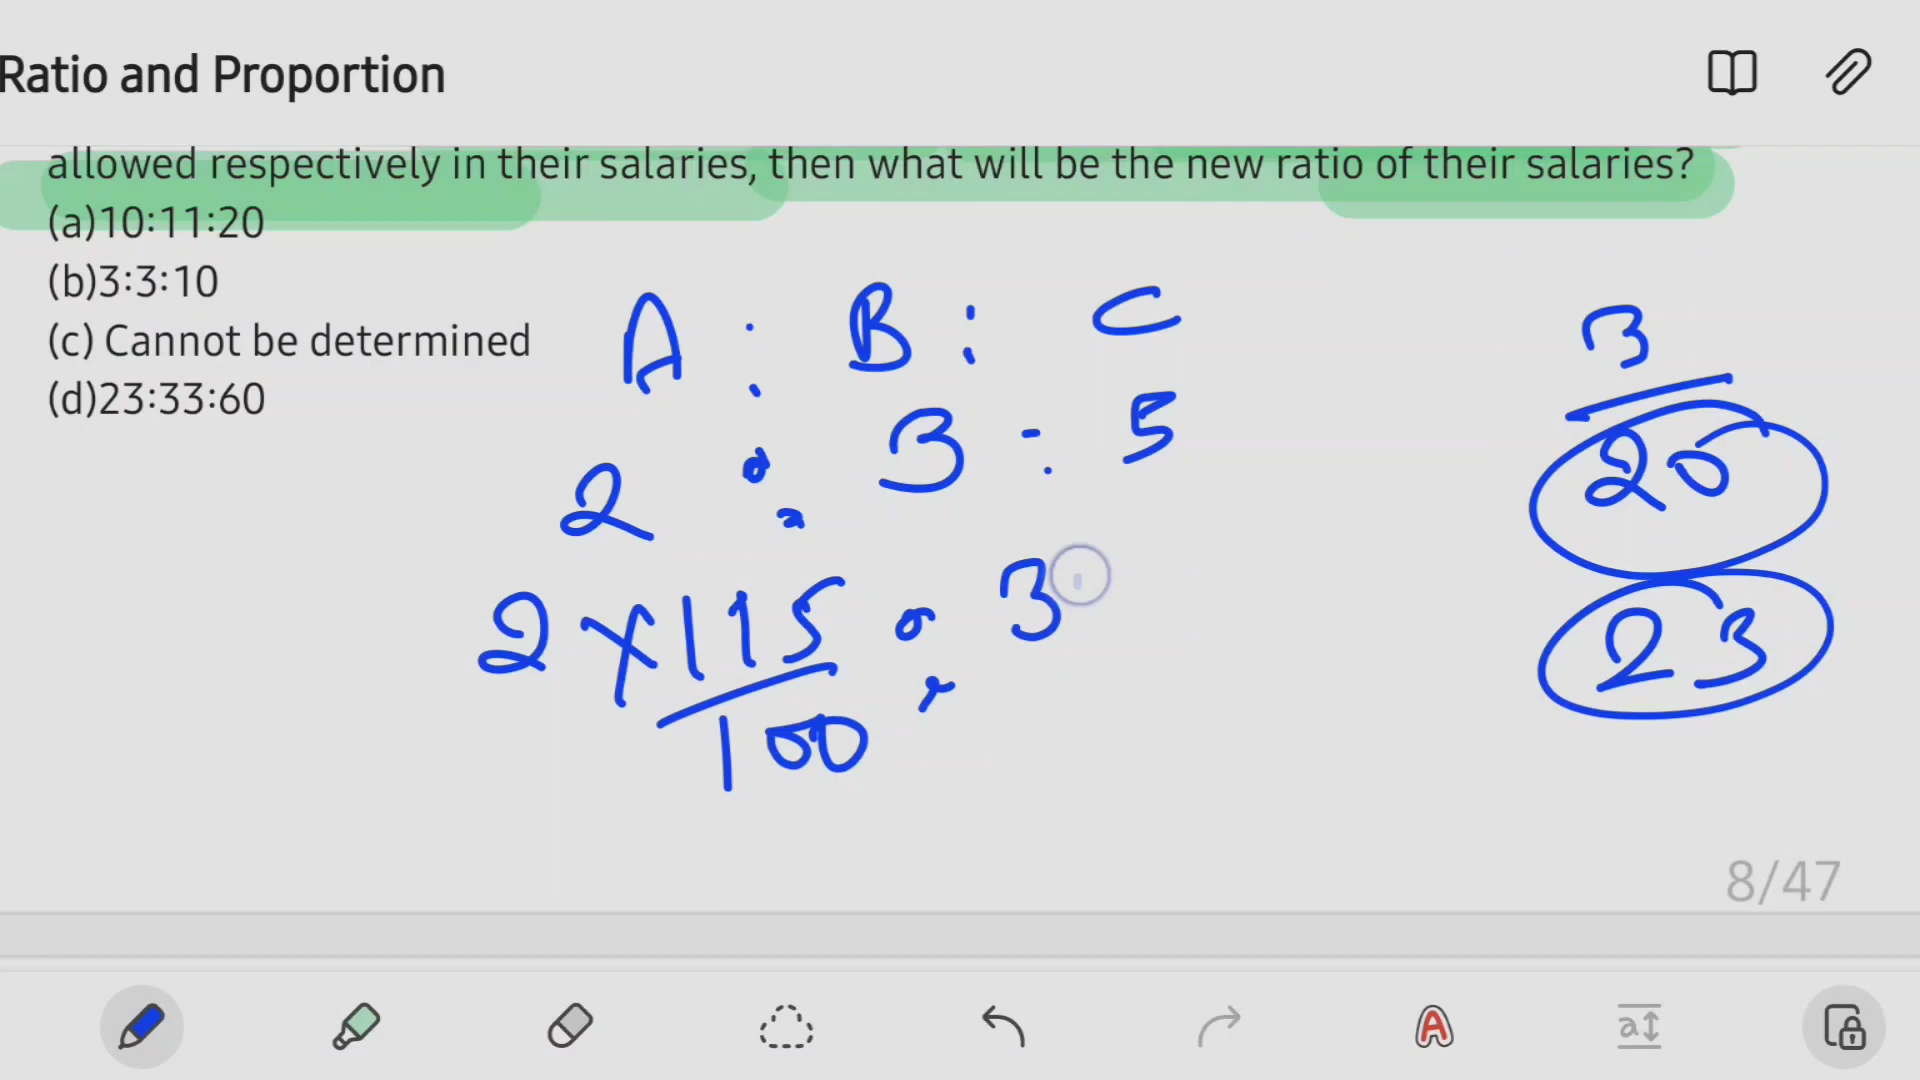 Ratio and Proportion
allowed respectively in their salaries, then what will be the new ratio of their salaries?
(a)10:11:20
(b)3:3:10
(c) Cannot be determined
(d)23:33:60
A : B : C
2 : 3 : 5
2 × 115 : 3
100
3
20
23
8/47
A
a